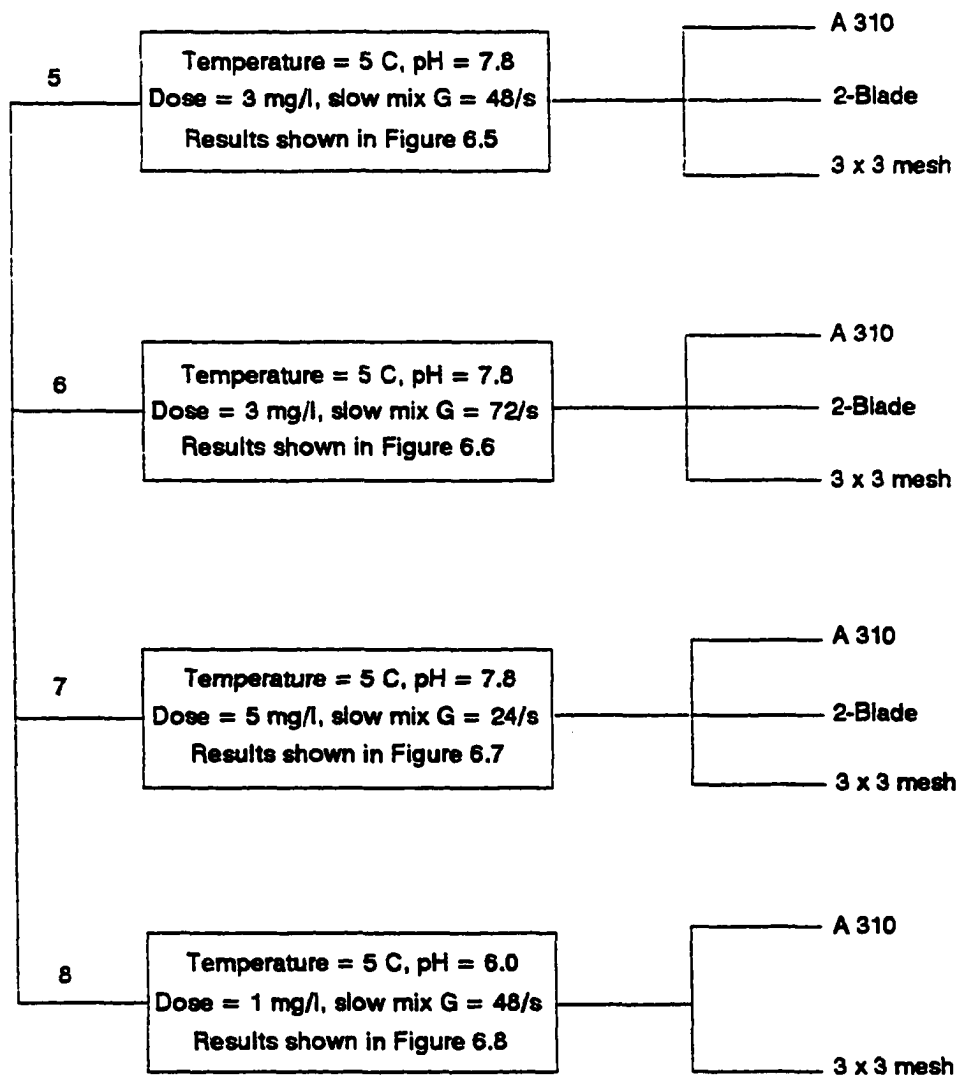 5
Temperature = 5 C, pH = 7.8
Dose = 3 mg/l, slow mix G = 48/s
Results shown in Figure 6.5
A 310
2-Blade
3 x 3 mesh
6
Temperature = 5 C, pH = 7.8
Dose = 3 mg/l, slow mix G = 72/s
Results shown in Figure 6.6
A 310
2-Blade
3 x 3 mesh
7
Temperature = 5 C, pH = 7.8
Dose = 5 mg/l, slow mix G = 24/s
Results shown in Figure 6.7
A 310
2-Blade
3 x 3 mesh
8
Temperature = 5 C, pH = 6.0
Dose = 1 mg/l, slow mix G = 48/s
Results shown in Figure 6.8
A 310
3 x 3 mesh